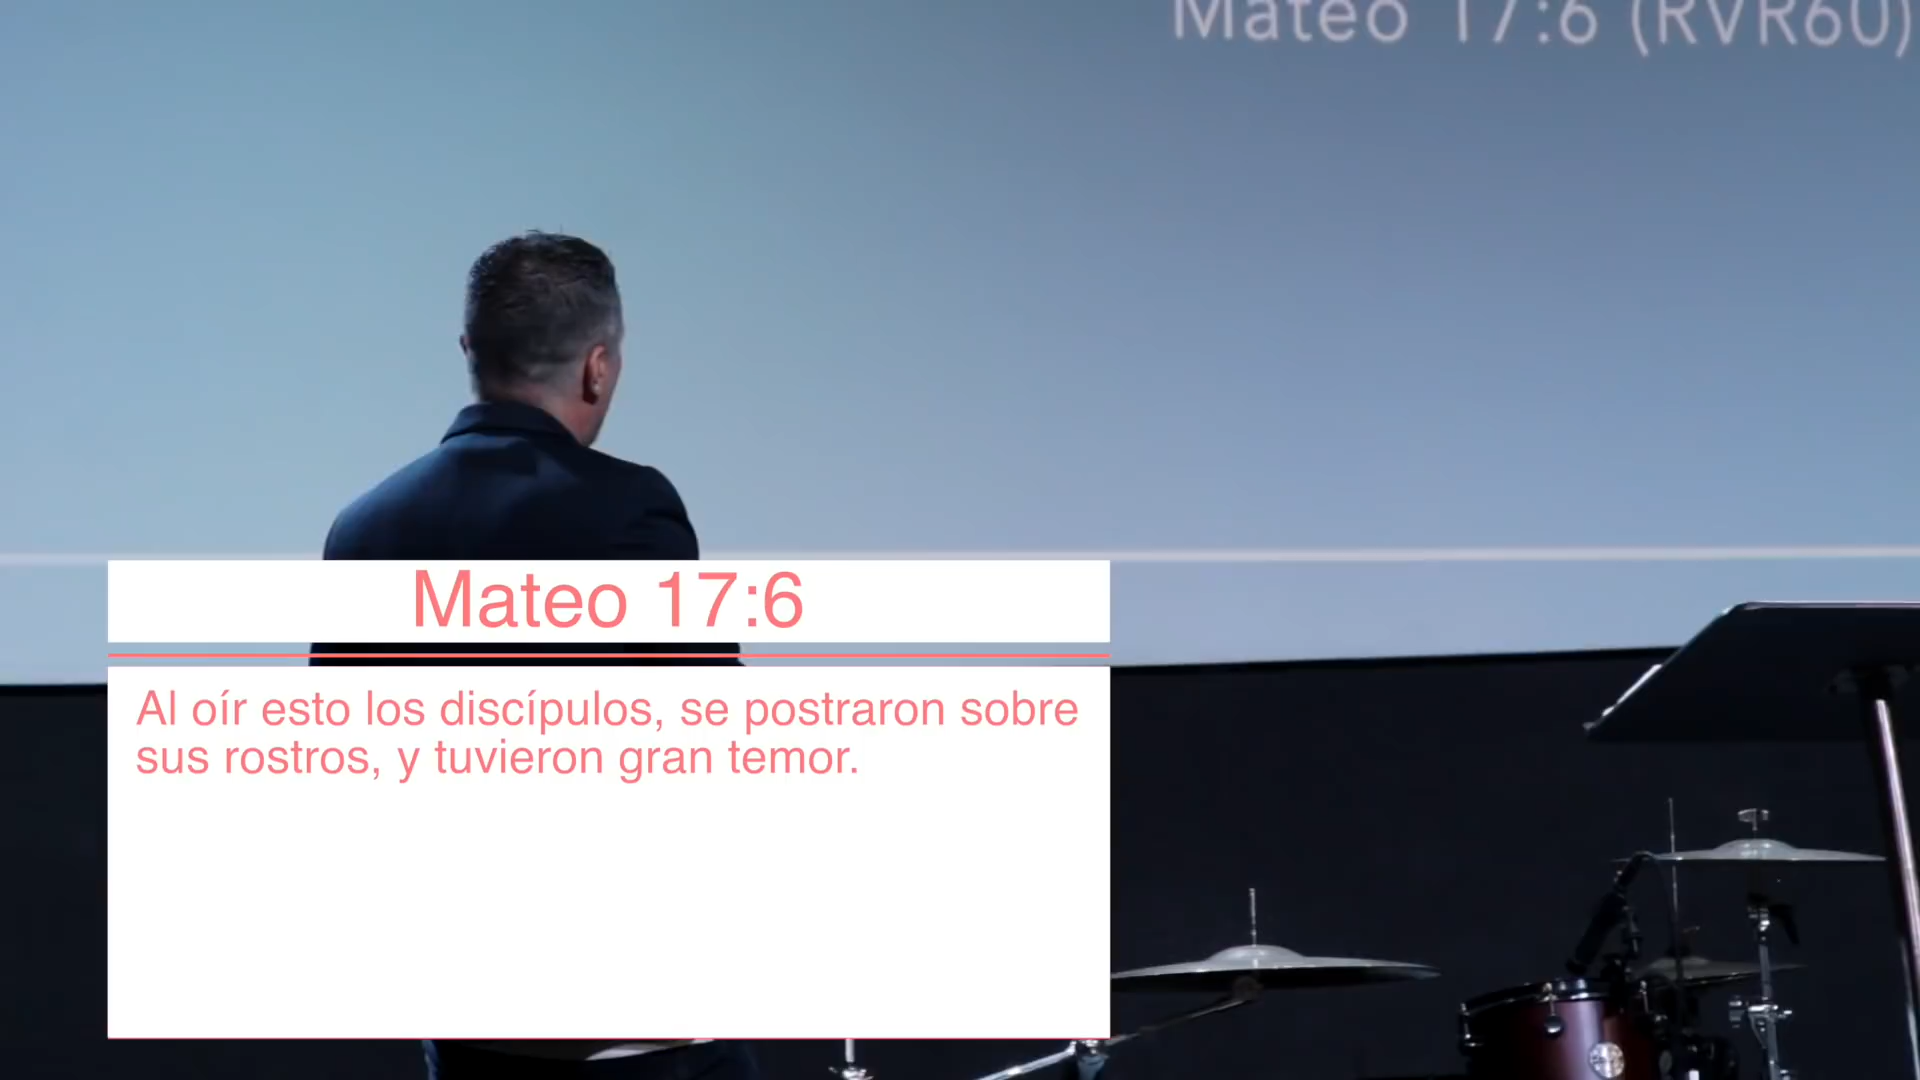 Mateo 17:6 (RVR60)
Mateo 17:6
Al oír esto los discípulos, se postraron sobre
sus rostros, y tuvieron gran temor.